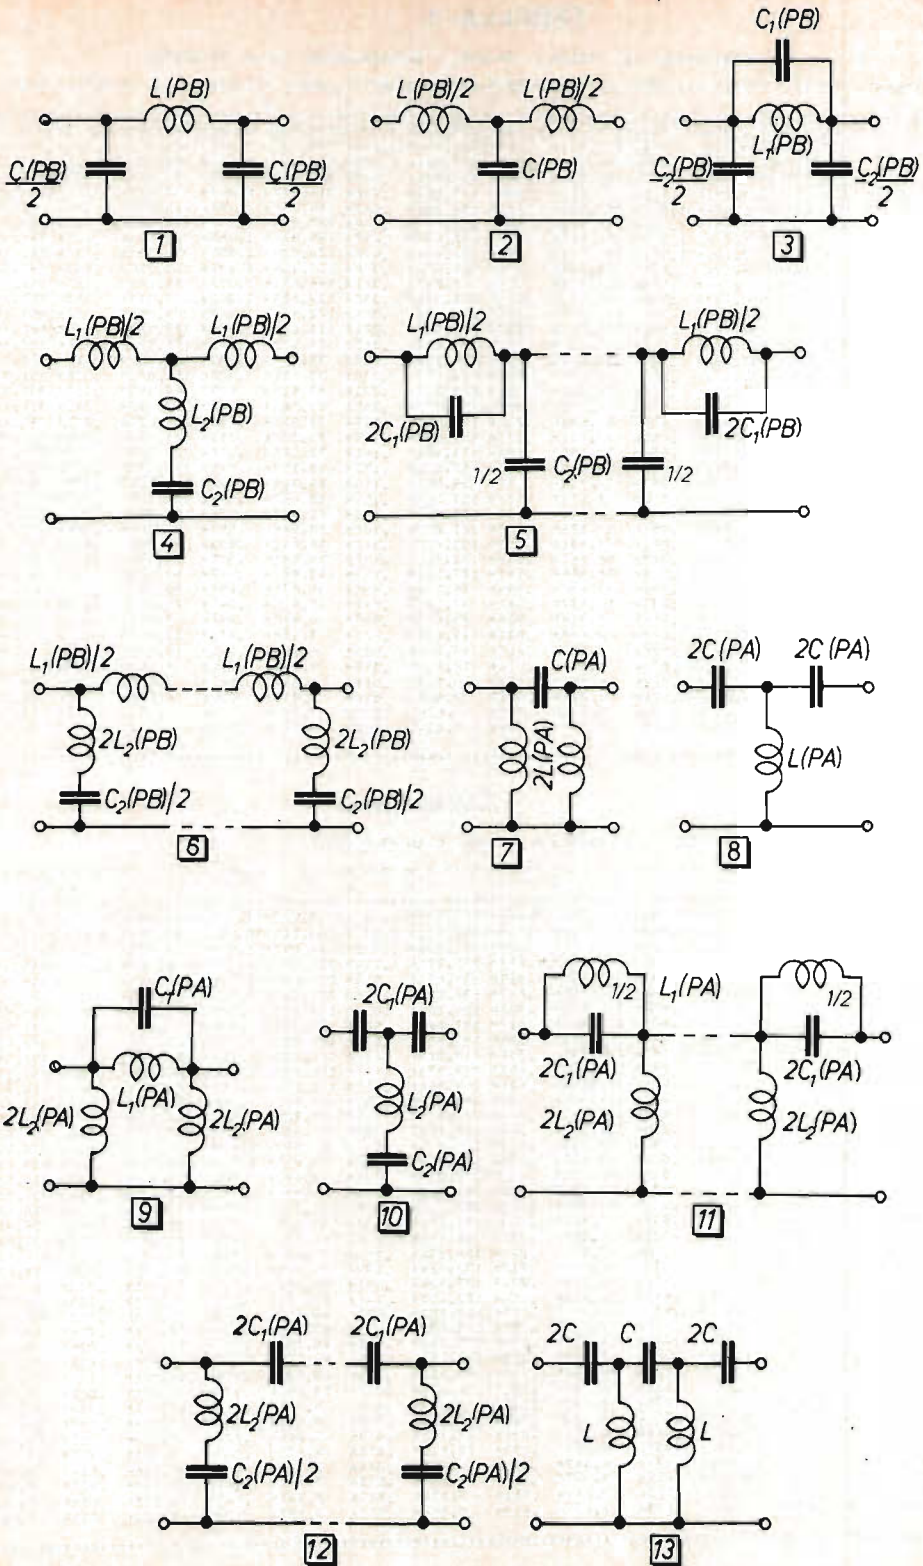 C₁(PB)
L(PB)
C(PB)/2
C(PB)/2
1
L(PB)/2 L(PB)/2
C(PB)
2
L₁(PB)
C₂(PB)/2
C₂(PB)/2
3
L₁(PB)/2 L₁(PB)/2
L₂(PB)
C₂(PB)
4
L₁(PB)/2 L₁(PB)/2
2C₁(PB) 2C₁(PB)
1/2 C₂(PB) 1/2
5
L₁(PB)/2 L₁(PB)/2
2L₂(PB) 2L₂(PB)
C₂(PB)/2 C₂(PB)/2
6
C(PA)
2L(PA)
7
2C(PA) 2C(PA)
L(PA)
8
C₁(PA)
L₁(PA)
2L₂(PA) 2L₂(PA)
9
2C₁(PA)
L₂(PA)
C₂(PA)
10
1/2 L₁(PA) 1/2
2C₁(PA) 2C₁(PA)
2L₂(PA) 2L₂(PA)
11
2C₁(PA) 2C₁(PA)
2L₂(PA) 2L₂(PA)
C₂(PA)/2 C₂(PA)/2
12
2C C 2C
L L
13